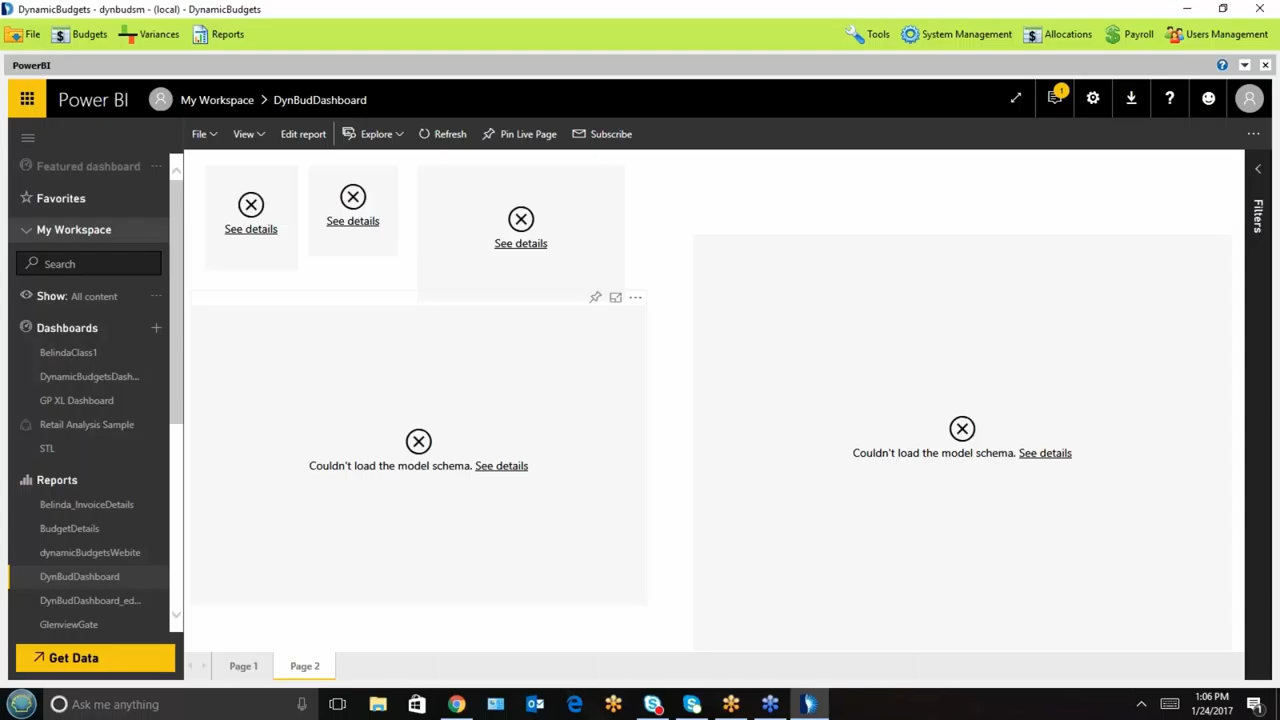 DynamicBudgets - dynbudsm - (local) - DynamicBudgets
File Budgets Variances Reports Tools System Management Allocations Payroll Users Management
PowerBI
Power BI My Workspace > DynBudDashboard 1
File View Edit report Explore Refresh Pin Live Page Subscribe
Featured dashboard
Favorites
My Workspace
Search
Show: All content
Dashboards
BelindaClass1
DynamicBudgetsDash...
GP XL Dashboard
Retail Analysis Sample
STL
Reports
Belinda_InvoiceDetails
BudgetDetails
dynamicBudgetsWebite
DynBudDashboard
DynBudDashboard_ed...
GlenviewGate
Get Data
See details
See details
See details
Couldn't load the model schema. See details
Couldn't load the model schema. See details
Filters
Page 1 Page 2
Ask me anything
1:06 PM
1/24/2017
1